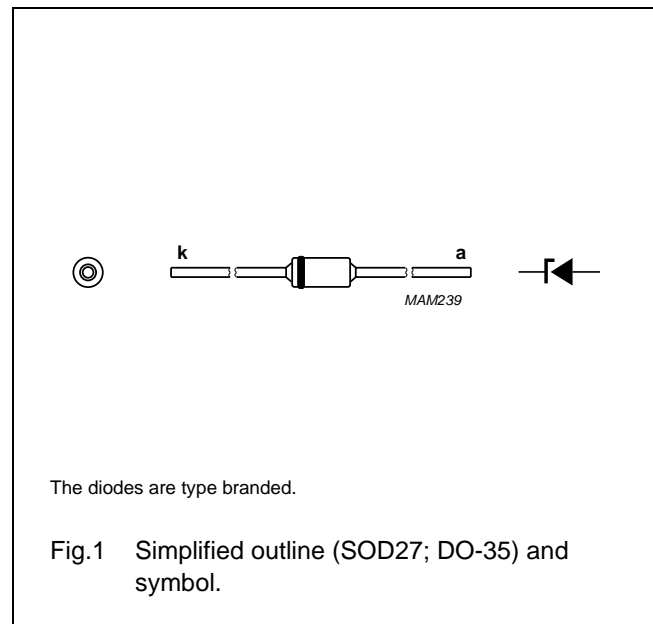 k
a
MAM239
The diodes are type branded.
Fig.1 Simplified outline (SOD27; DO-35) and
symbol.